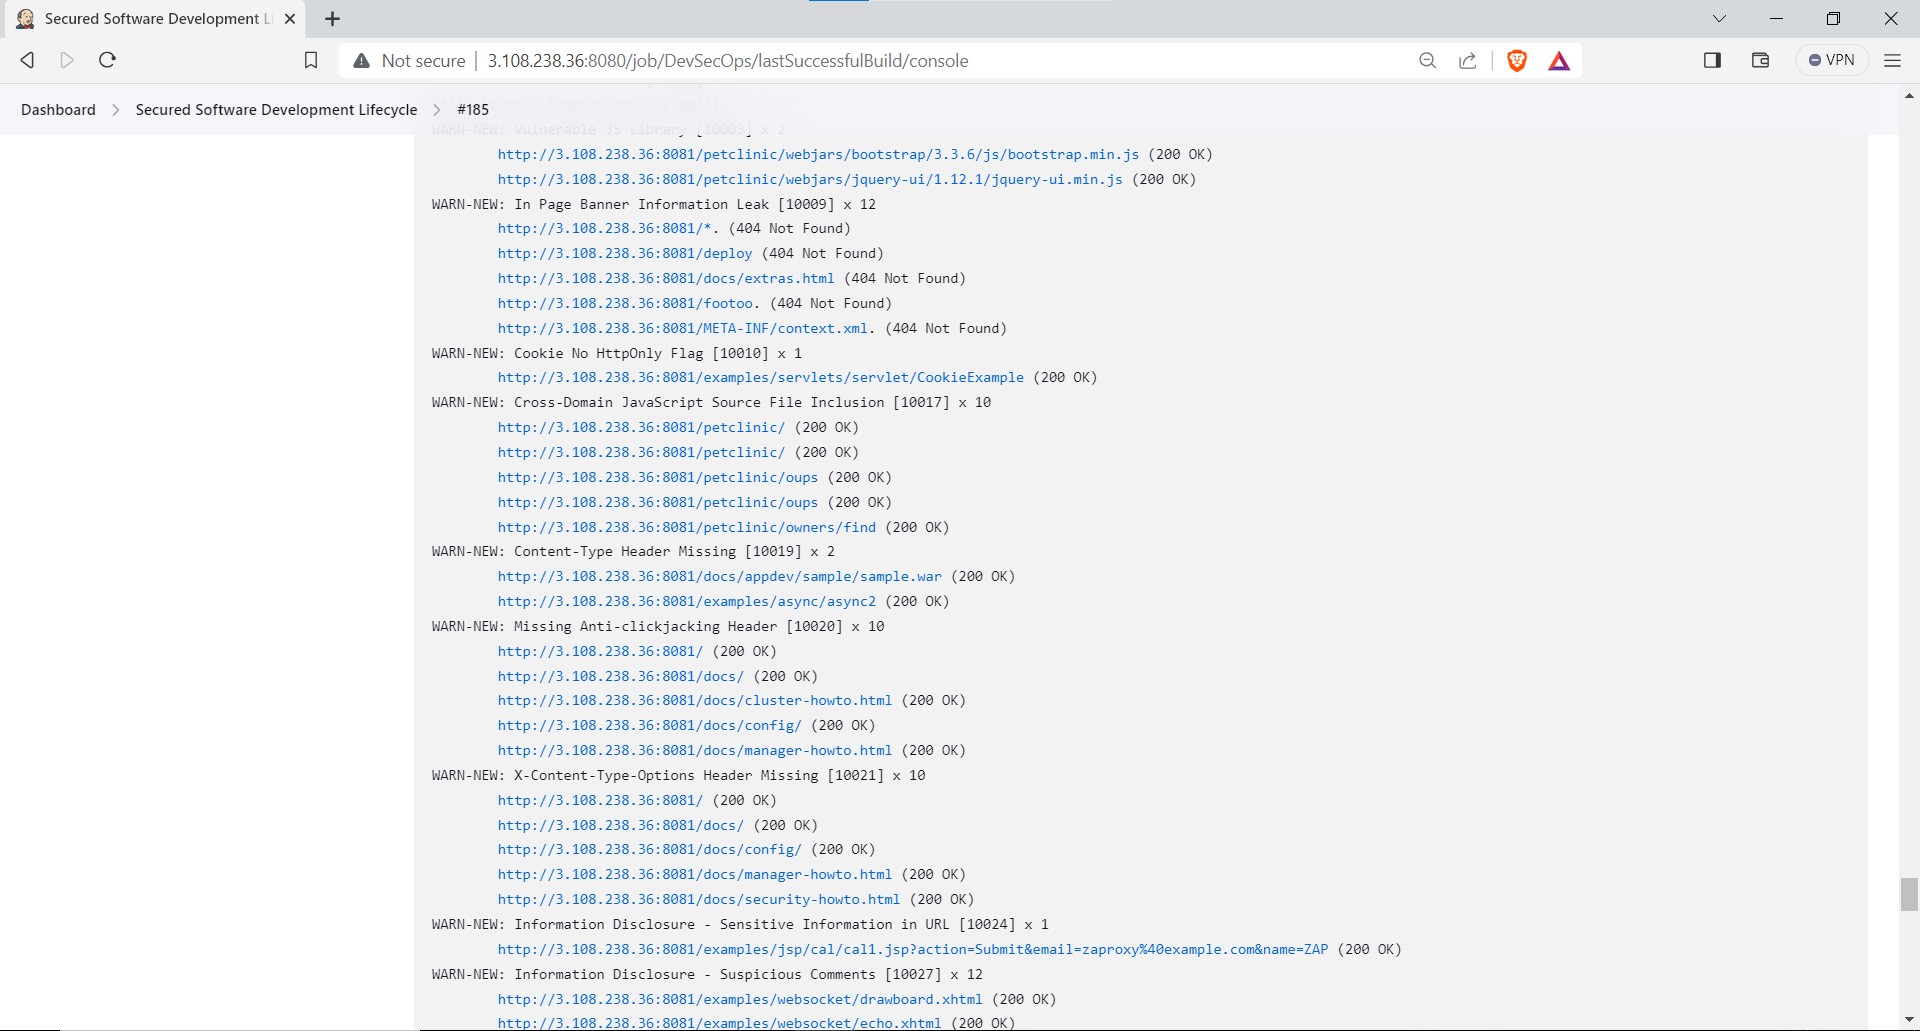 Secured Software Development Li
Not secure | 3.108.238.36:8080/job/DevSecOps/lastSuccessfulBuild/console
VPN
Dashboard > Secured Software Development Lifecycle > #185
WARN-NEW: Vulnerable JS Library [10003] x 2
http://3.108.238.36:8081/petclinic/webjars/bootstrap/3.3.6/js/bootstrap.min.js (200 OK)
http://3.108.238.36:8081/petclinic/webjars/jquery-ui/1.12.1/jquery-ui.min.js (200 OK)
WARN-NEW: In Page Banner Information Leak [10009] x 12
http://3.108.238.36:8081/*. (404 Not Found)
http://3.108.238.36:8081/deploy (404 Not Found)
http://3.108.238.36:8081/docs/extras.html (404 Not Found)
http://3.108.238.36:8081/footoo. (404 Not Found)
http://3.108.238.36:8081/META-INF/context.xml. (404 Not Found)
WARN-NEW: Cookie No HttpOnly Flag [10010] x 1
http://3.108.238.36:8081/examples/servlets/servlet/CookieExample (200 OK)
WARN-NEW: Cross-Domain JavaScript Source File Inclusion [10017] x 10
http://3.108.238.36:8081/petclinic/ (200 OK)
http://3.108.238.36:8081/petclinic/ (200 OK)
http://3.108.238.36:8081/petclinic/oups (200 OK)
http://3.108.238.36:8081/petclinic/oups (200 OK)
http://3.108.238.36:8081/petclinic/owners/find (200 OK)
WARN-NEW: Content-Type Header Missing [10019] x 2
http://3.108.238.36:8081/docs/appdev/sample/sample.war (200 OK)
http://3.108.238.36:8081/examples/async/async2 (200 OK)
WARN-NEW: Missing Anti-clickjacking Header [10020] x 10
http://3.108.238.36:8081/ (200 OK)
http://3.108.238.36:8081/docs/ (200 OK)
http://3.108.238.36:8081/docs/cluster-howto.html (200 OK)
http://3.108.238.36:8081/docs/config/ (200 OK)
http://3.108.238.36:8081/docs/manager-howto.html (200 OK)
WARN-NEW: X-Content-Type-Options Header Missing [10021] x 10
http://3.108.238.36:8081/ (200 OK)
http://3.108.238.36:8081/docs/ (200 OK)
http://3.108.238.36:8081/docs/config/ (200 OK)
http://3.108.238.36:8081/docs/manager-howto.html (200 OK)
http://3.108.238.36:8081/docs/security-howto.html (200 OK)
WARN-NEW: Information Disclosure - Sensitive Information in URL [10024] x 1
http://3.108.238.36:8081/examples/jsp/cal/cal1.jsp?action=Submit&email=zaproxy%40example.com&name=ZAP (200 OK)
WARN-NEW: Information Disclosure - Suspicious Comments [10027] x 12
http://3.108.238.36:8081/examples/websocket/drawboard.xhtml (200 OK)
http://3.108.238.36:8081/examples/websocket/echo.xhtml (200 OK)